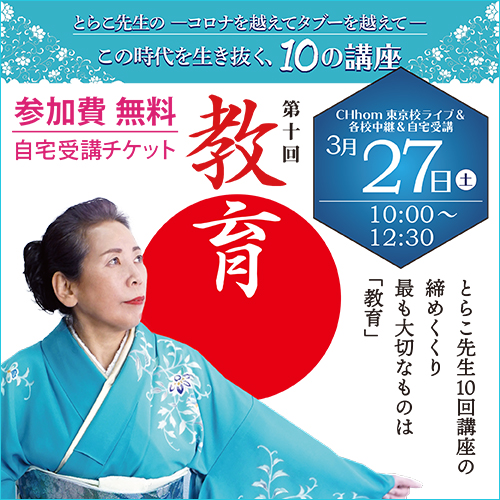 とらこ先生の ―コロナを越えてタブーを越えて―
この時代を生き抜く、10の講座
参加費 無料
自宅受講チケット
第十回
教育
CHhom 東京校ライブ&
各校中継&自宅受講
3月
27日(土)
10:00〜
12:30
とらこ先生10回講座の
締めくくり
最も大切なものは
「教育」